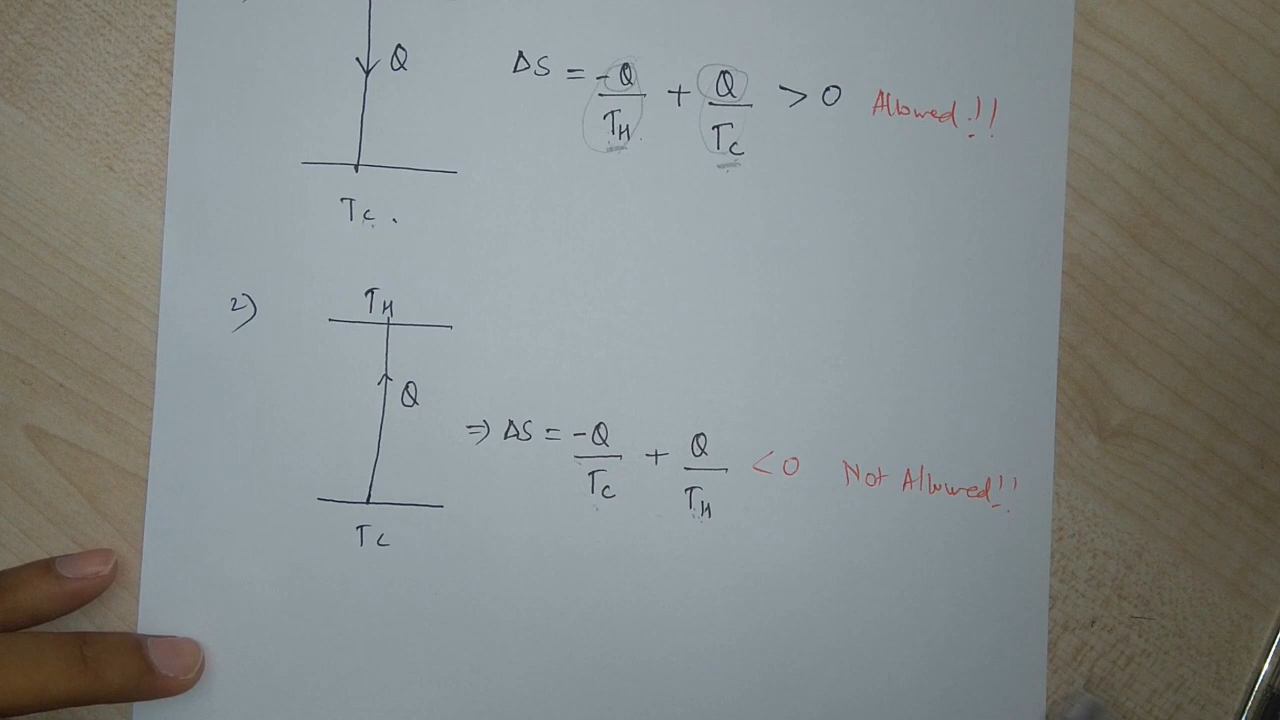 Q
ΔS = -Q/T_H + Q/T_C > 0 Allowed!!
T_C.
2)
T_H
Q
⇒ ΔS = -Q/T_C + Q/T_H < 0 Not Allowed!!
T_C